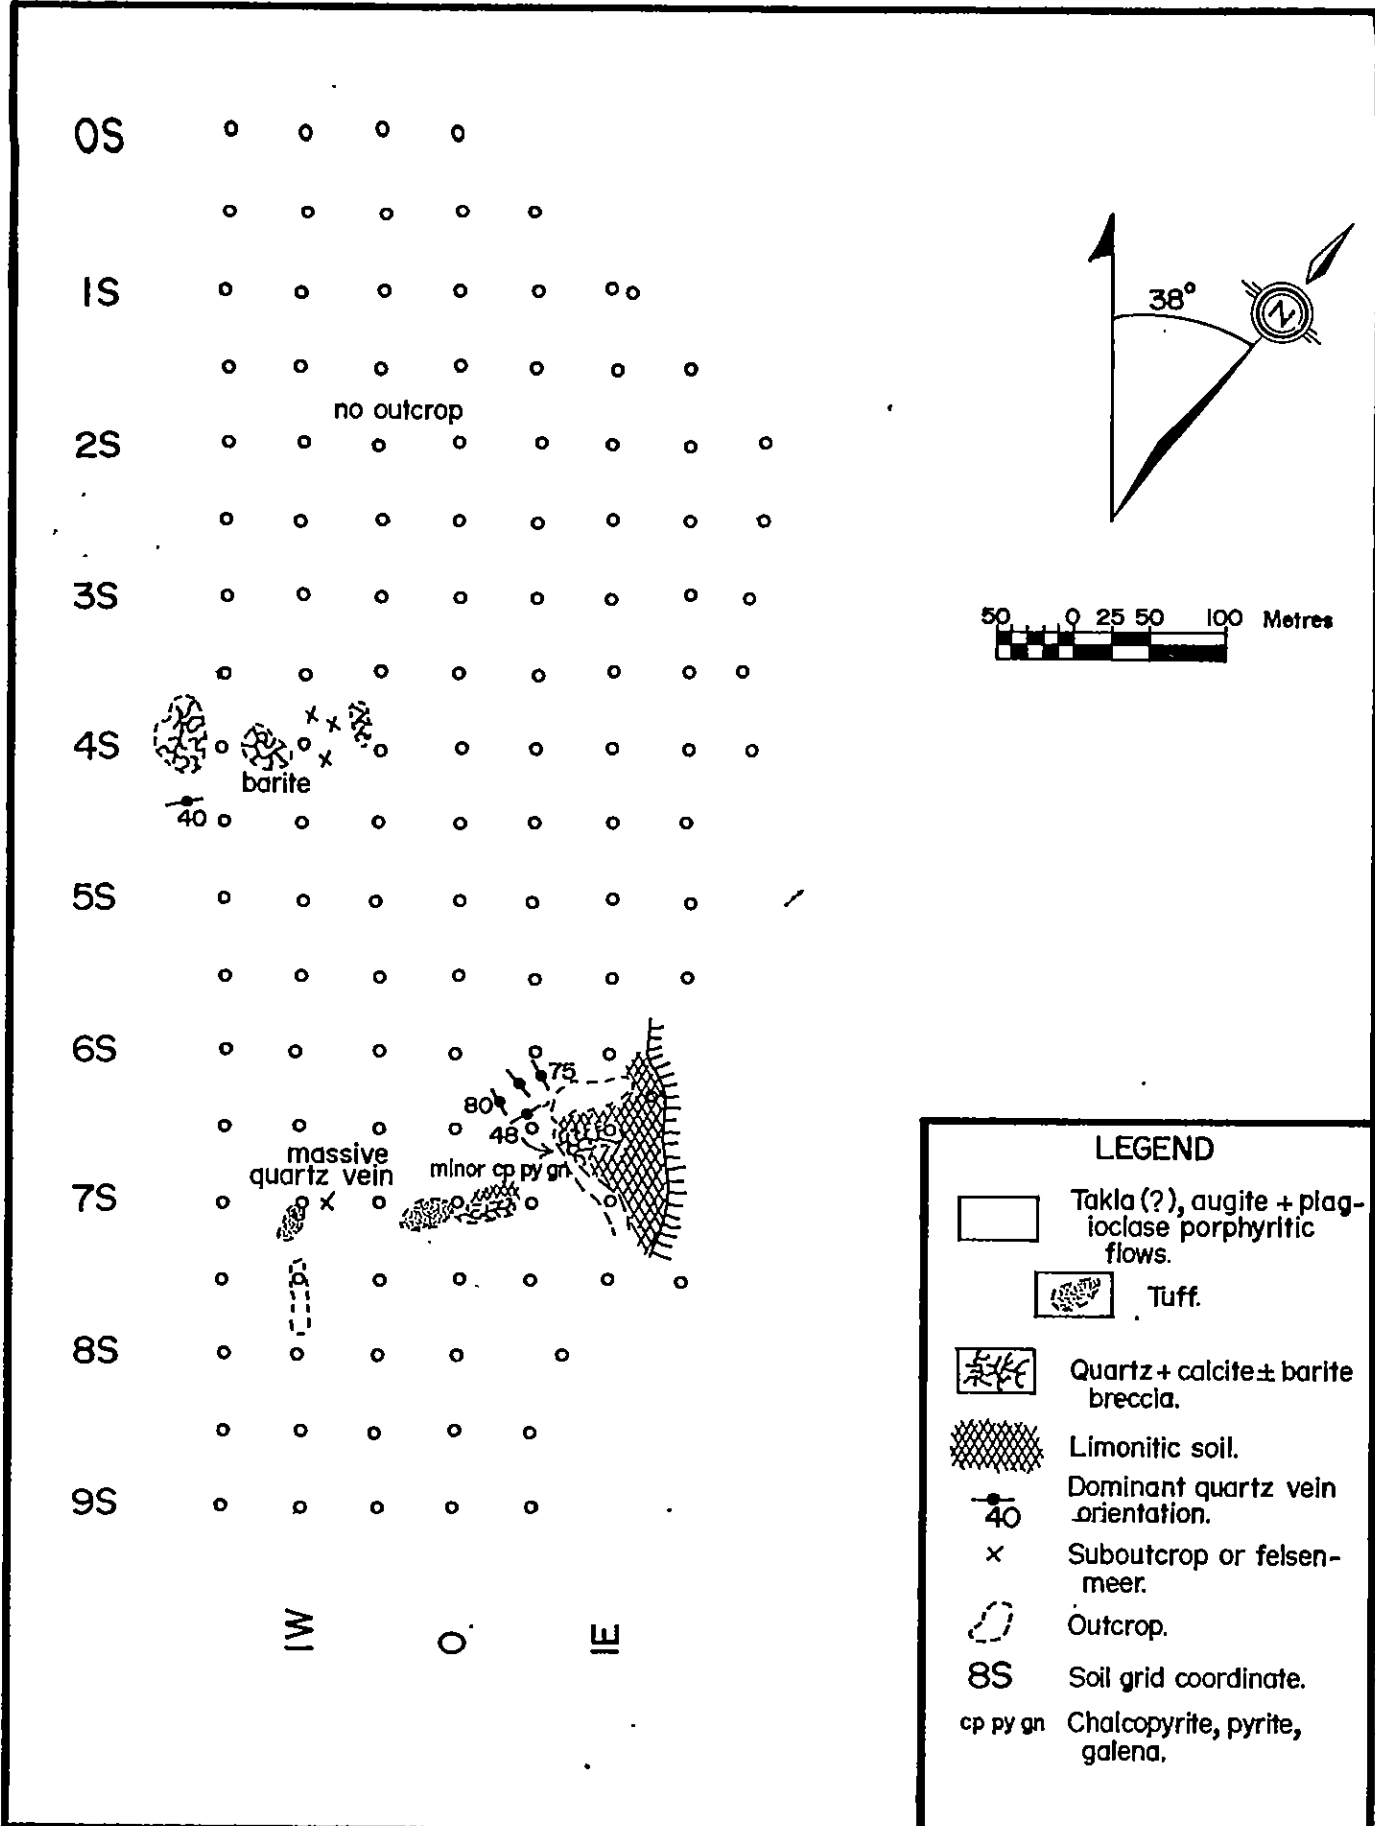 0S
1S
no outcrop
2S
3S
4S
barite
40
5S
6S
75
80
48
massive
quartz vein
minor cp py gn
7S
8S
9S
1W
0
1E
38°
N
50 0 25 50 100 Metres
LEGEND
Takla (?), augite + plag-
ioclase porphyritic
flows.
Tuff.
Quartz + calcite ± barite
breccia.
Limonitic soil.
Dominant quartz vein
40 orientation.
x Suboutcrop or felsen-
meer.
Outcrop.
8S Soil grid coordinate.
cp py gn Chalcopyrite, pyrite,
galena.